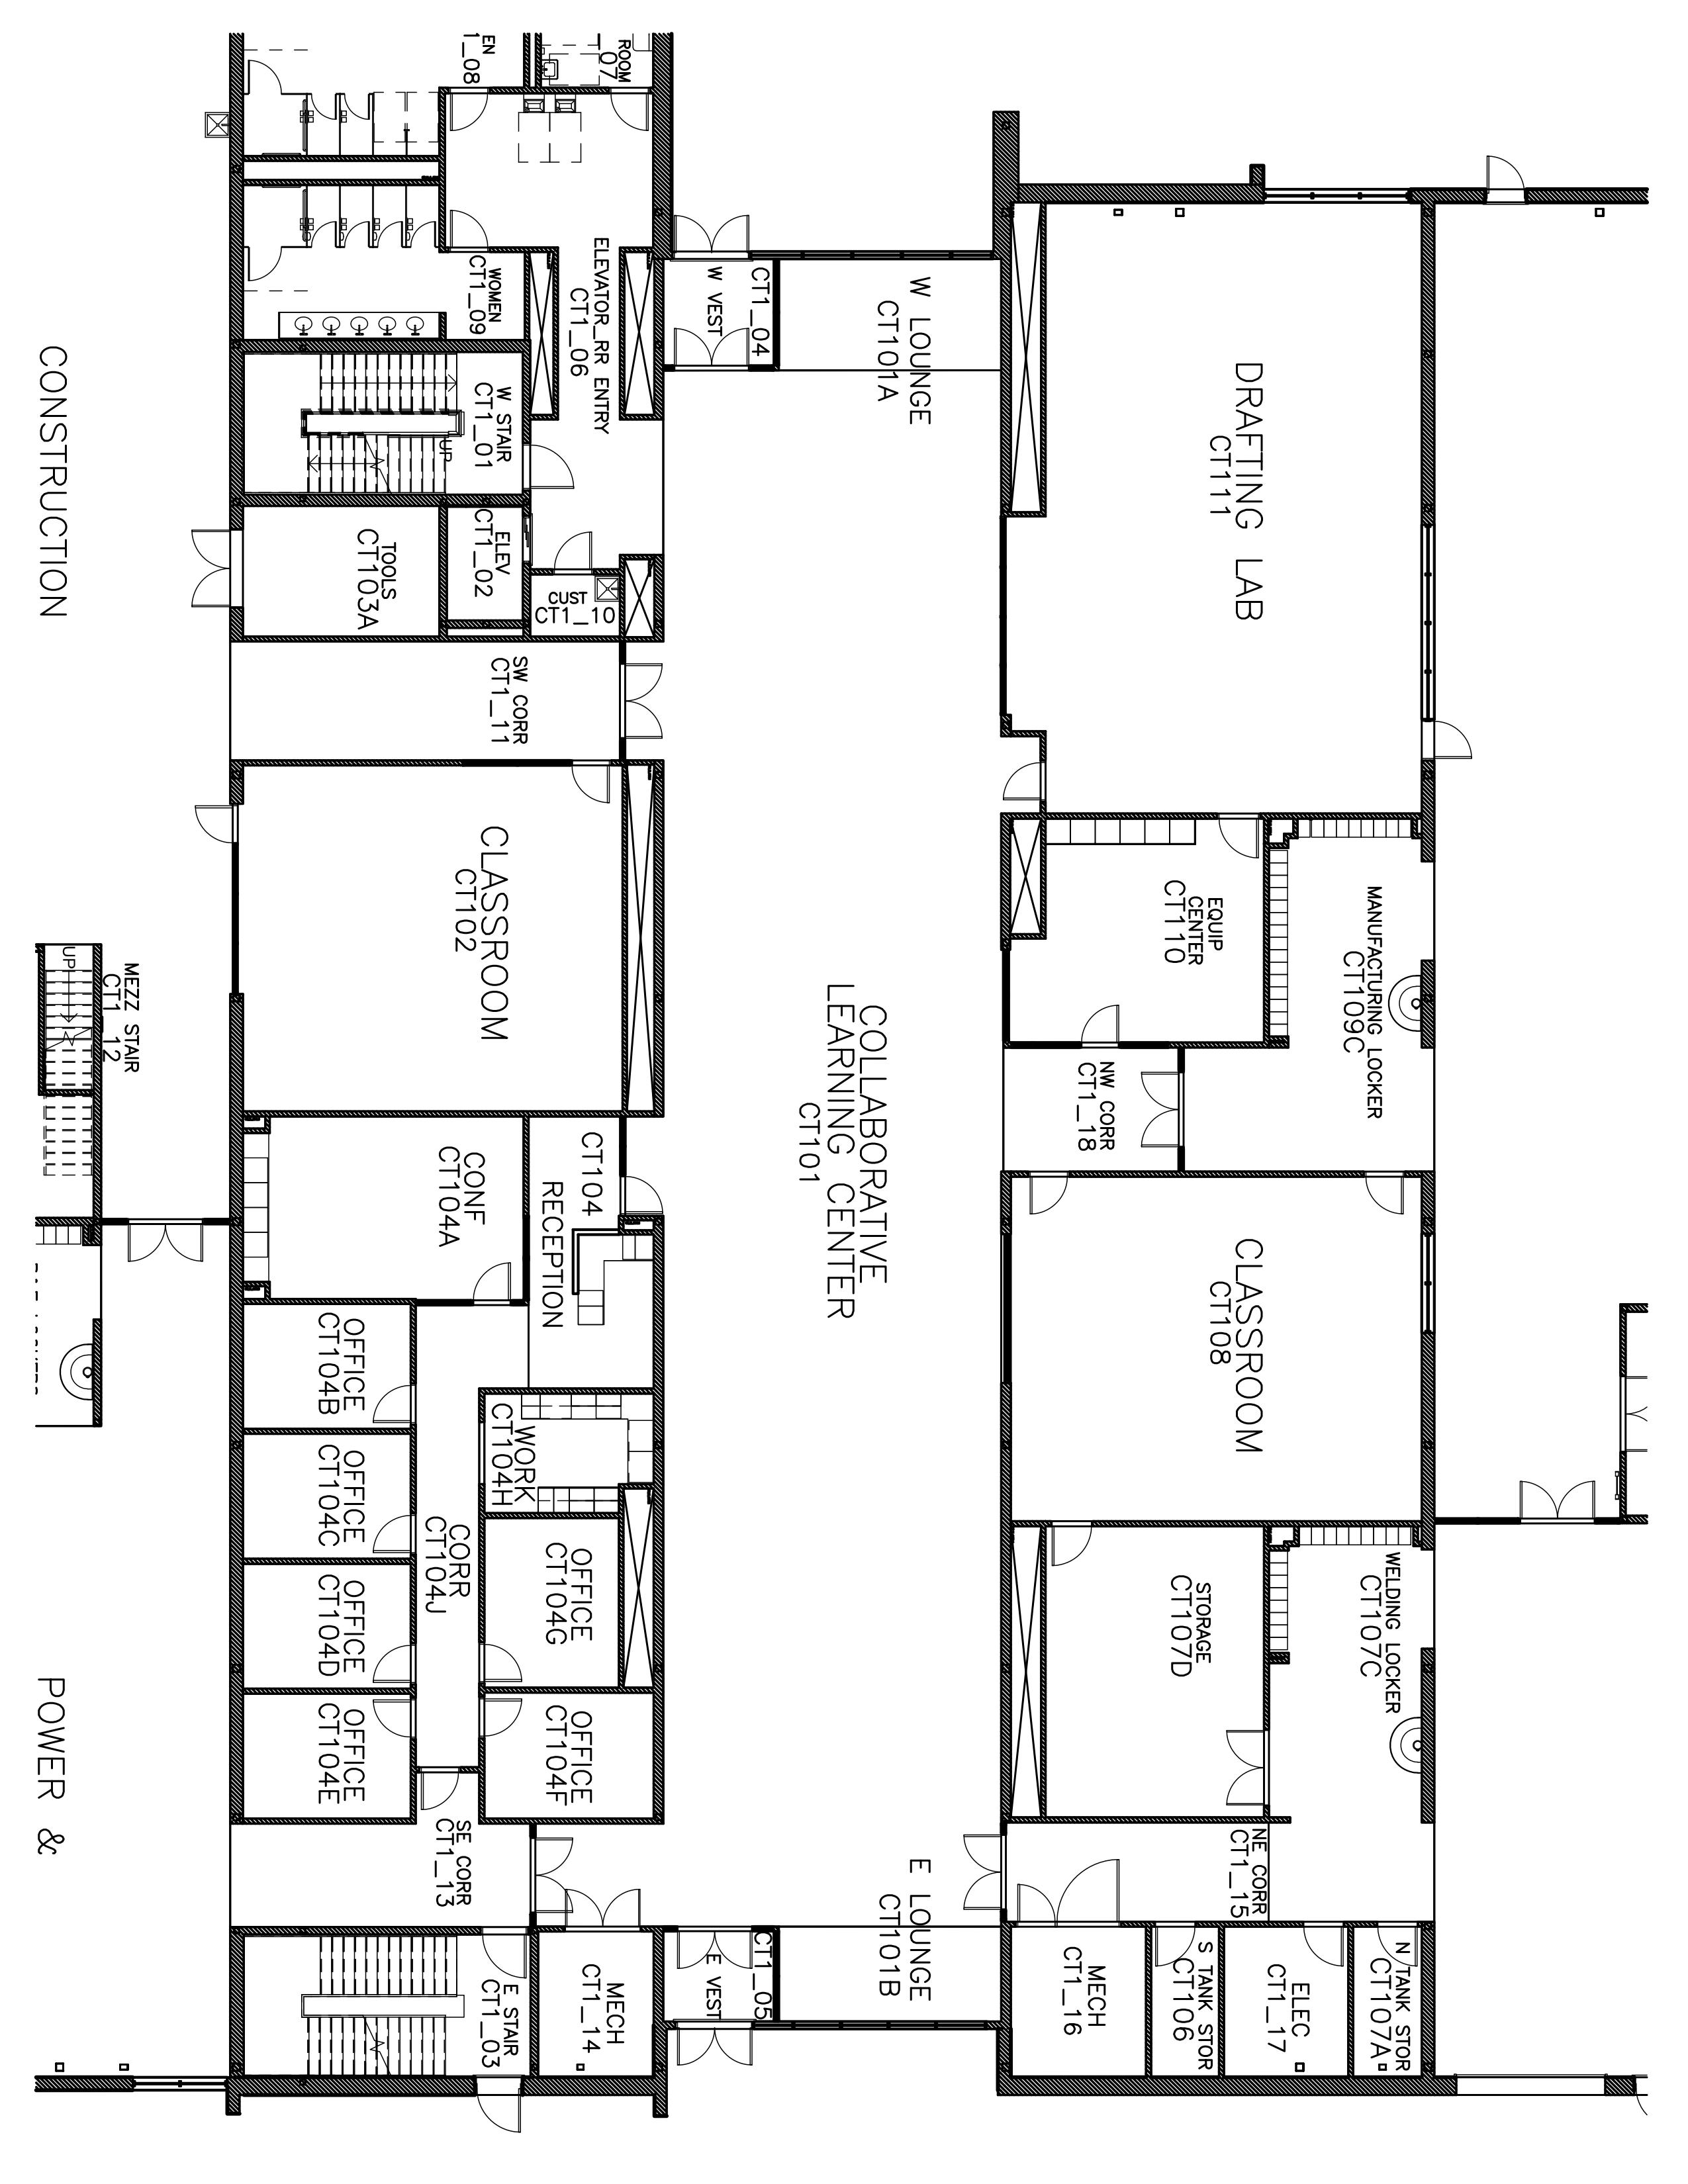 ROOM
_07
EN
1_08
DRAFTING LAB
CT111
W LOUNGE
CT101A
CT1_04
W VEST
ELEVATOR_RR ENTRY
CT1_06
WOMEN
CT1_09
W STAIR
CT1_01
UP
ELEV
CT1_02
TOOLS
CT103A
CUST
CT1_10
SW CORR
CT1_11
CONSTRUCTION
MANUFACTURING LOCKER
CT109C
EQUIP
CENTER
CT110
NW CORR
CT1_18
COLLABORATIVE
LEARNING CENTER
CT101
CLASSROOM
CT102
MEZZ STAIR
CT1_12
UP
CLASSROOM
CT108
CT104
RECEPTION
CONF
CT104A
OFFICE
CT104B
WORK
CT104H
OFFICE
CT104C
CORR
CT104J
OFFICE
CT104G
OFFICE
CT104D
OFFICE
CT104F
OFFICE
CT104E
WELDING LOCKER
CT107C
STORAGE
CT107D
NE CORR
CT1_15
E LOUNGE
CT101B
SE CORR
CT1_13
POWER &
N TANK STOR
CT107A
ELEC
CT1_17
S TANK STOR
CT106
MECH
CT1_16
CT1_05
E VEST
MECH
CT1_14
E STAIR
CT1_03